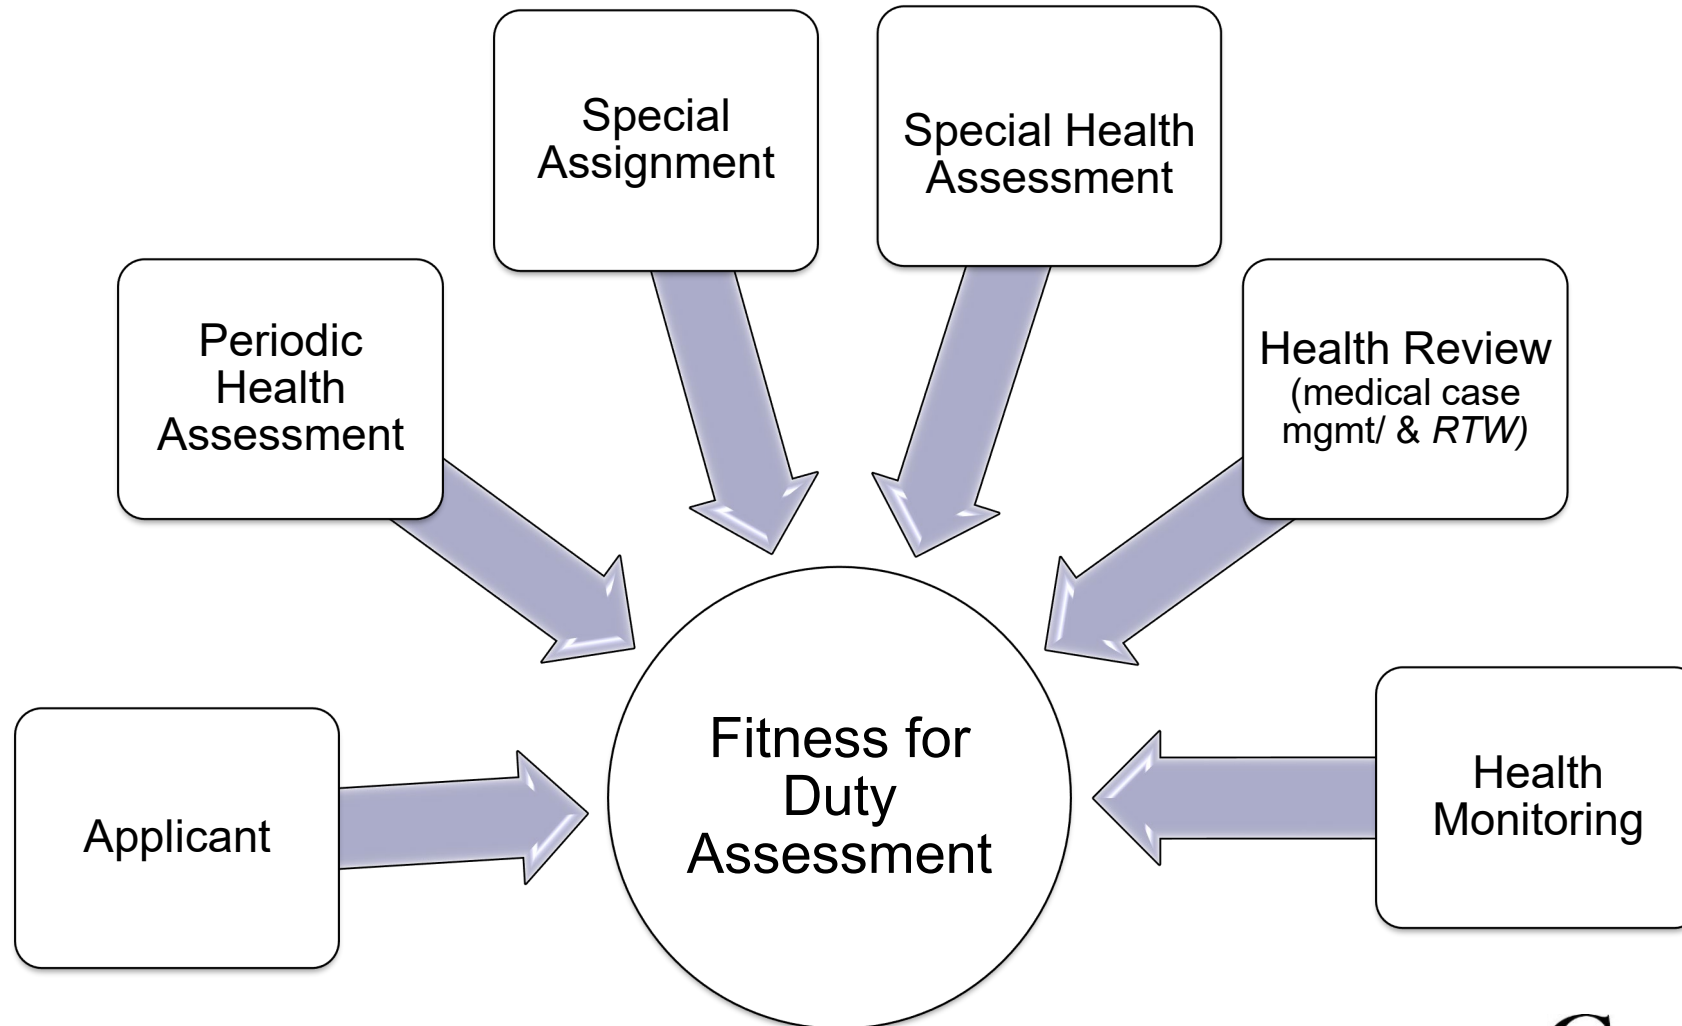 Special
Assignment
Special Health
Assessment
Periodic
Health
Assessment
Health Review
(medical case
mgmt/ & RTW)
Applicant
Fitness for
Duty
Assessment
Health
Monitoring